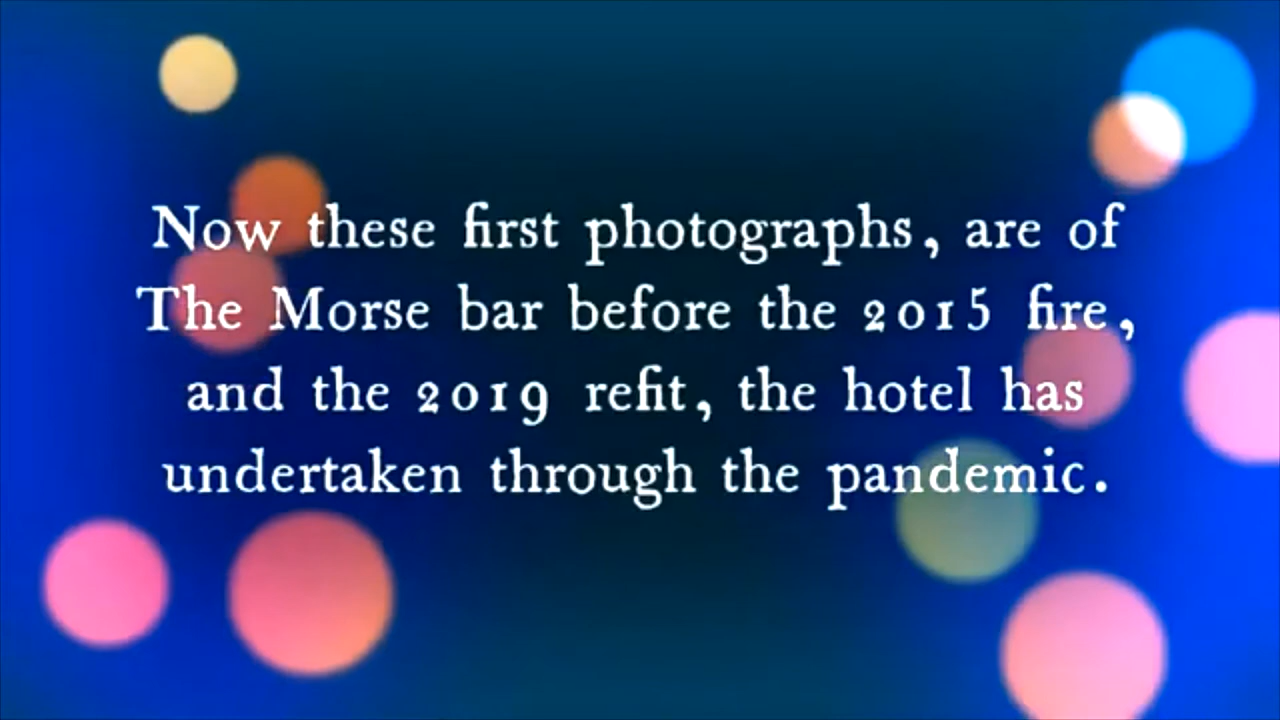 Now these first photographs, are of
The Morse bar before the 2015 fire,
and the 2019 refit, the hotel has
undertaken through the pandemic.